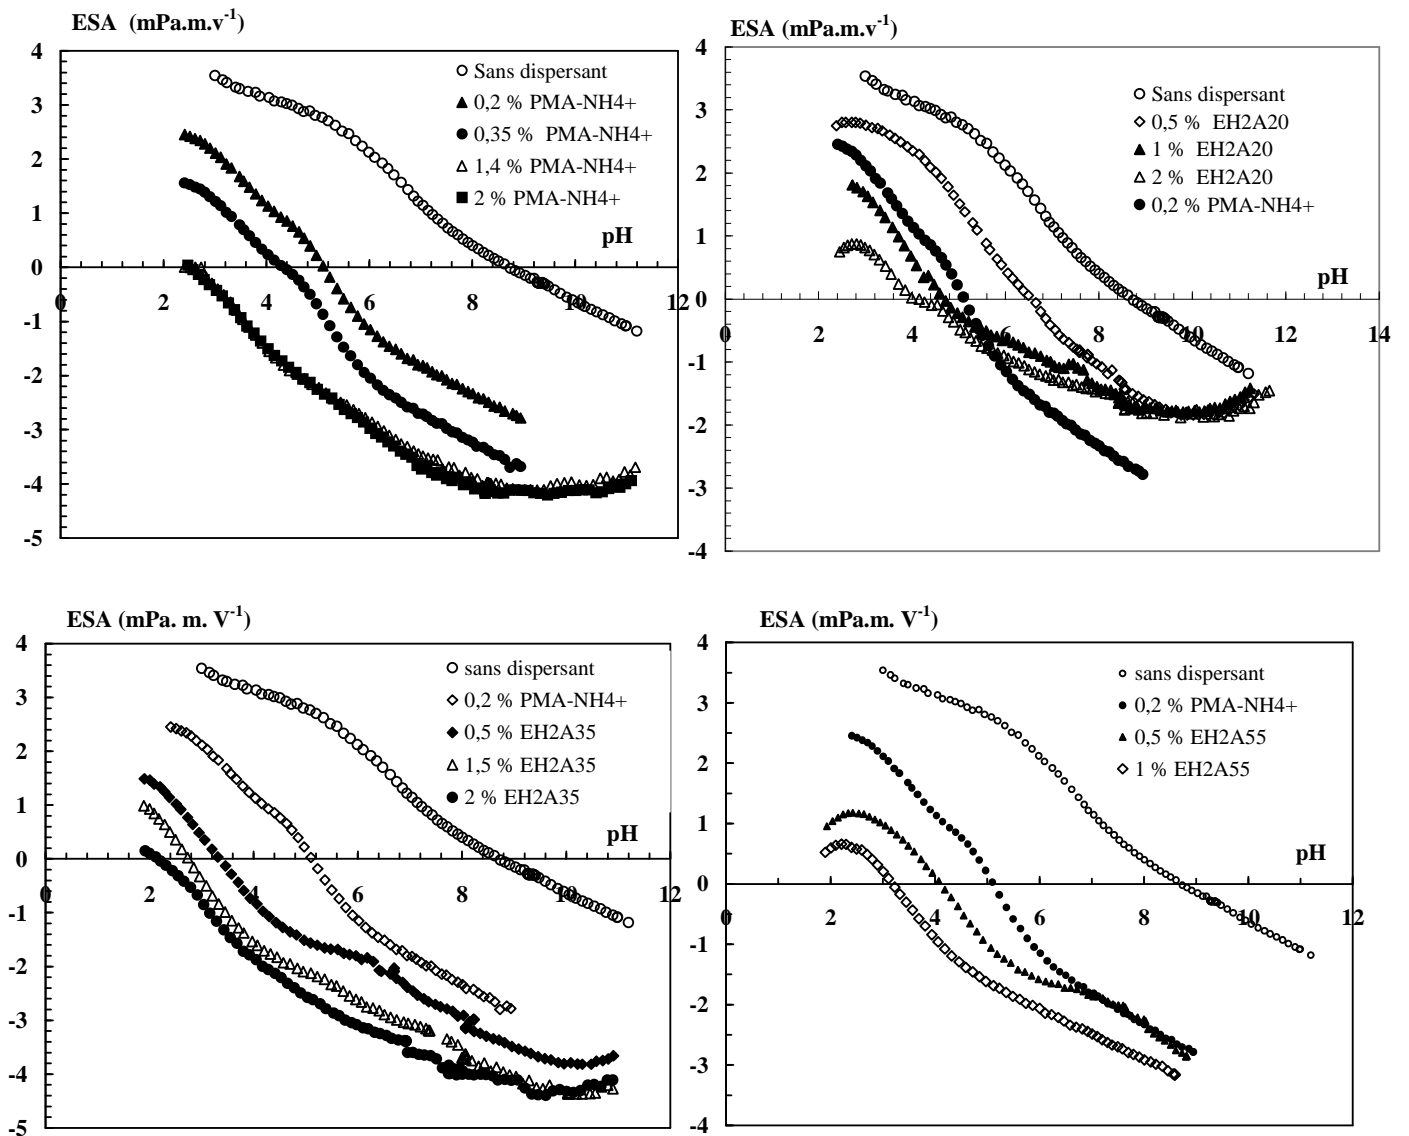 ESA (mPa.m.v-1)
4
3
2
1
0
-1
-2
-3
-4
-5
0 2 4 6 8 10 12
pH
Sans dispersant
0,2 % PMA-NH4+
0,35 % PMA-NH4+
1,4 % PMA-NH4+
2 % PMA-NH4+
ESA (mPa.m.v-1)
4
3
2
1
0
-1
-2
-3
-4
0 2 4 6 8 10 12 14
pH
Sans dispersant
0,5 % EH2A20
1 % EH2A20
2 % EH2A20
0,2 % PMA-NH4+
ESA (mPa. m. V-1)
4
3
2
1
0
-1
-2
-3
-4
-5
0 2 4 6 8 10 12
pH
sans dispersant
0,2 % PMA-NH4+
0,5 % EH2A35
1,5 % EH2A35
2 % EH2A35
ESA (mPa.m. V-1)
4
3
2
1
0
-1
-2
-3
-4
0 2 4 6 8 10 12
pH
sans dispersant
0,2 % PMA-NH4+
0,5 % EH2A55
1 % EH2A55